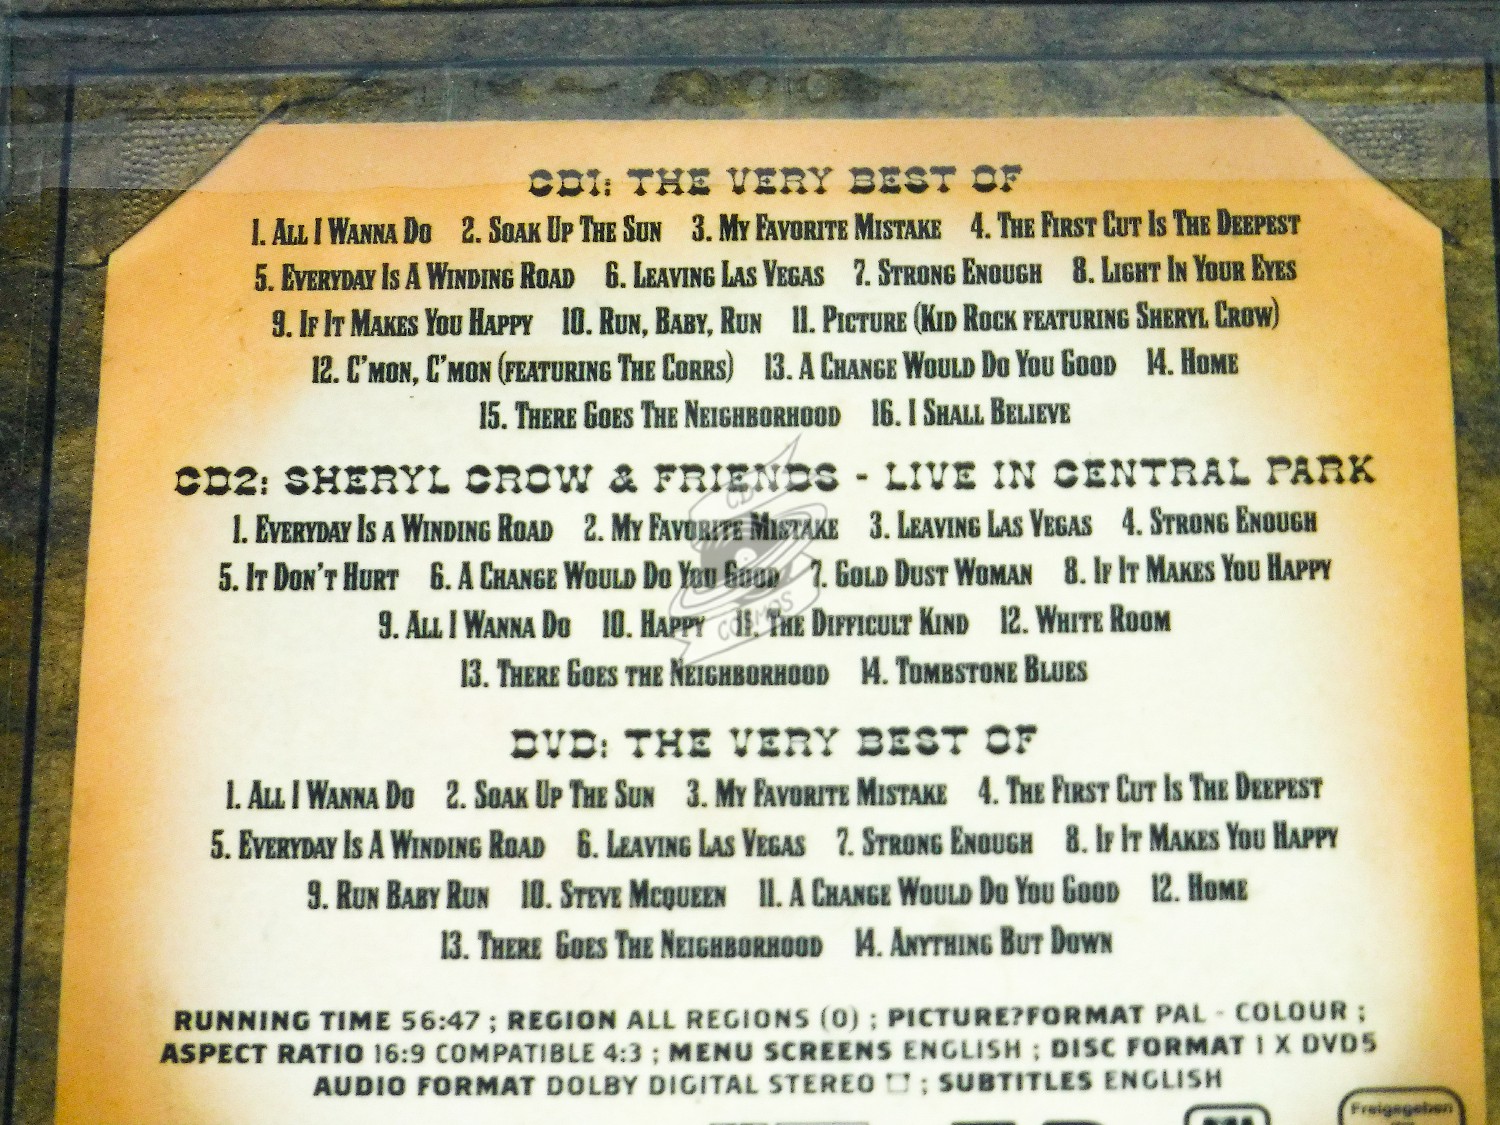 CD1: THE VERY BEST OF
1. All I Wanna Do 2. Soak Up The Sun 3. My Favorite Mistake 4. The First Cut Is The Deepest
5. Everyday Is A Winding Road 6. Leaving Las Vegas 7. Strong Enough 8. Light In Your Eyes
9. If It Makes You Happy 10. Run, Baby, Run 11. Picture (Kid Rock featuring Sheryl Crow)
12. C'mon, C'mon (featuring The Corrs) 13. A Change Would Do You Good 14. Home
15. There Goes The Neighborhood 16. I Shall Believe
CD2: SHERYL CROW & FRIENDS - LIVE IN CENTRAL PARK
1. Everyday Is a Winding Road 2. My Favorite Mistake 3. Leaving Las Vegas 4. Strong Enough
5. It Don't Hurt 6. A Change Would Do You Good 7. Gold Dust Woman 8. If It Makes You Happy
9. All I Wanna Do 10. Happy 11. The Difficult Kind 12. White Room
13. There Goes the Neighborhood 14. Tombstone Blues
DVD: THE VERY BEST OF
1. All I Wanna Do 2. Soak Up The Sun 3. My Favorite Mistake 4. The First Cut Is The Deepest
5. Everyday Is A Winding Road 6. Leaving Las Vegas 7. Strong Enough 8. If It Makes You Happy
9. Run Baby Run 10. Steve Mcqueen 11. A Change Would Do You Good 12. Home
13. There Goes The Neighborhood 14. Anything But Down
RUNNING TIME 56:47 ; REGION ALL REGIONS (0) ; PICTURE?FORMAT PAL - COLOUR ;
ASPECT RATIO 16:9 COMPATIBLE 4:3 ; MENU SCREENS ENGLISH ; DISC FORMAT 1 X DVD5
AUDIO FORMAT DOLBY DIGITAL STEREO ; SUBTITLES ENGLISH
Freigegeben
CD
COSMOS